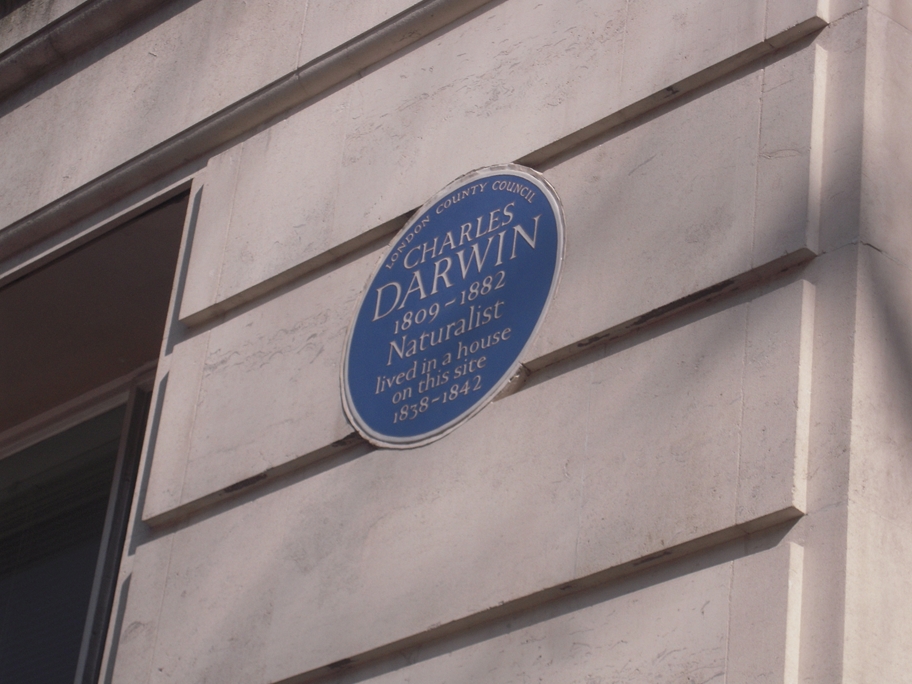 LONDON COUNTY COUNCIL
CHARLES
DARWIN
1809-1882
Naturalist
lived in a house
on this site
1838-1842